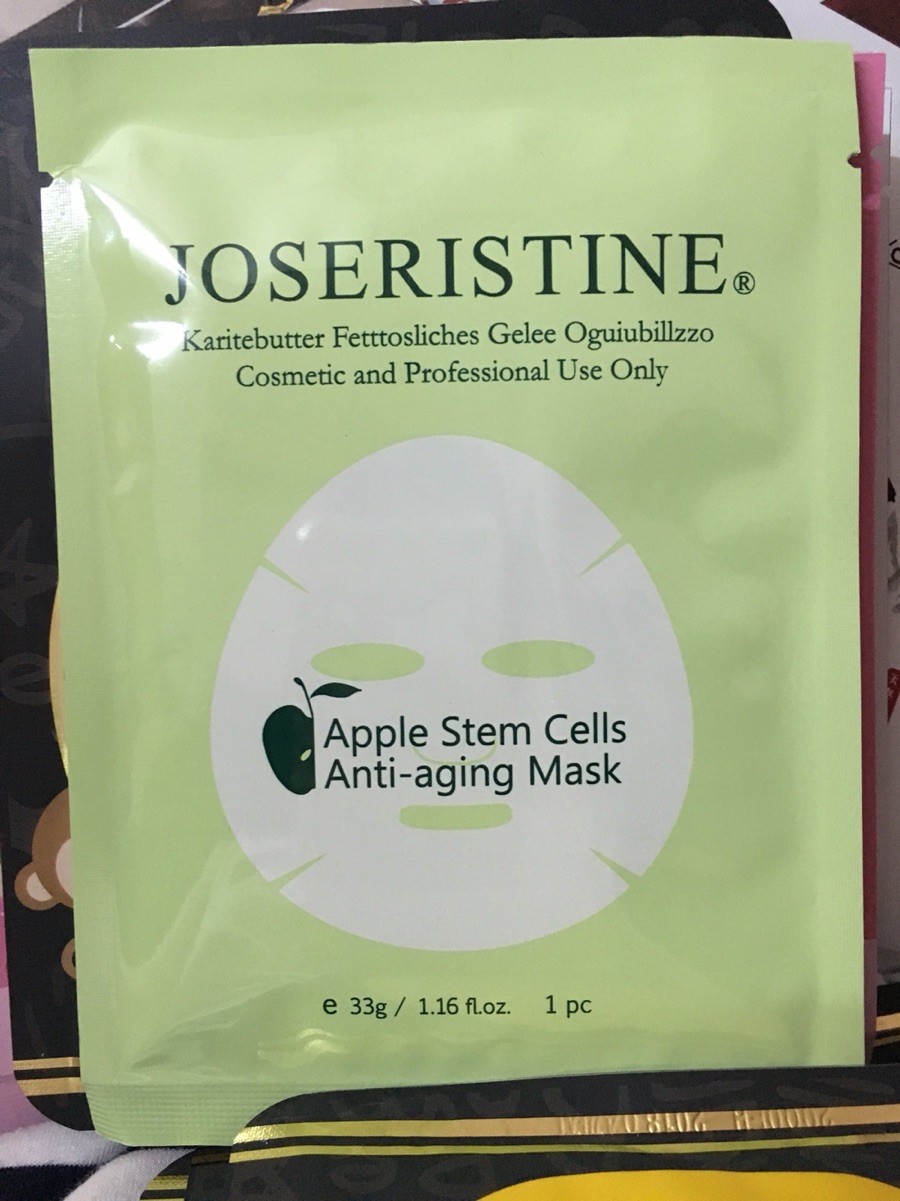 JOSERISTINE®
Karitebutter Fetttosliches Gelee Oguiubillzzo
Cosmetic and Professional Use Only
Apple Stem Cells
Anti-aging Mask
e 33g / 1.16 fl.oz. 1 pc